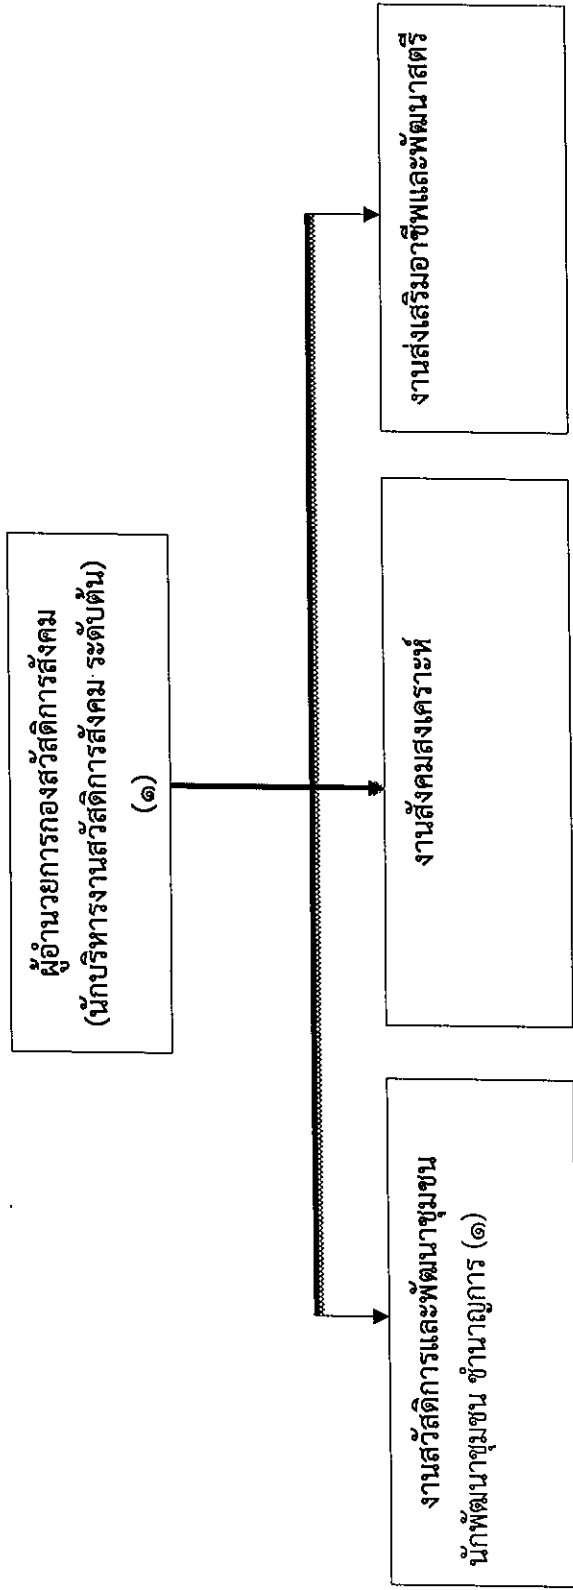 ผู้อำนวยการกองสวัสดิการสังคม
(นักบริหารงานสวัสดิการสังคม ระดับต้น)
(๑)
งานสวัสดิการและพัฒนาชุมชน
นักพัฒนาชุมชน ชำนาญการ (๑)
งานสังคมสงเคราะห์
งานส่งเสริมอาชีพและพัฒนาสตรี